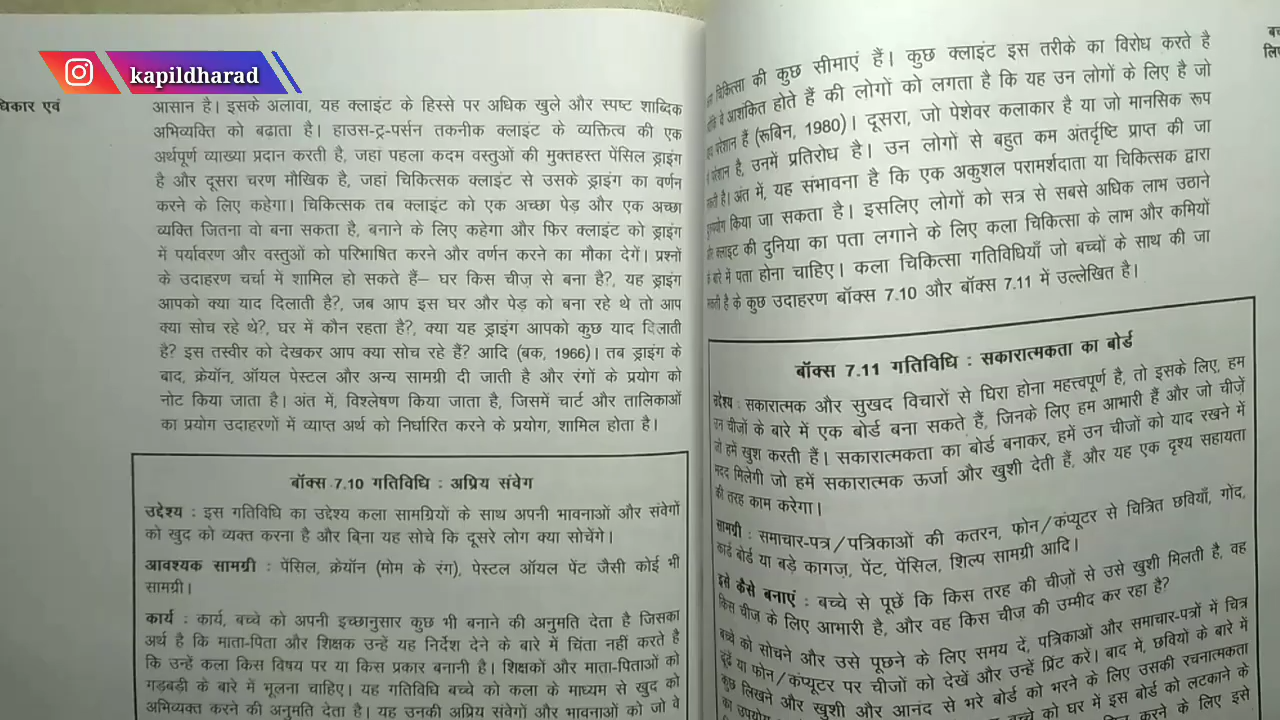 kapildharad
धिकार एवं
आसान है। इसके अलावा, यह क्लाइंट के हिस्से पर अधिक खुले और स्पष्ट शाब्दिक
अभिव्यक्ति को बढाता है। हाउस-ट्र-पर्सन तकनीक क्लाइंट के व्यक्तित्व की एक
अर्थपूर्ण व्याख्या प्रदान करती है, जहां पहला कदम वस्तुओं की मुक्तहस्त पेंसिल ड्राइंग
है और दूसरा चरण मौखिक है, जहां चिकित्सक क्लाइंट से उसके ड्राइंग का वर्णन
करने के लिए कहेगा। चिकित्सक तब क्लाइंट को एक अच्छा पेड़ और एक अच्छा
व्यक्ति जितना वो बना सकता है, बनाने के लिए कहेगा और फिर क्लाइंट को ड्राइंग
में पर्यावरण और वस्तुओं को परिभाषित करने और वर्णन करने का मौका देगें। प्रश्नों
के उदाहरण चर्चा में शामिल हो सकते हैं— घर किस चीज़ से बना है?, यह ड्राइंग
आपको क्या याद दिलाती है?, जब आप इस घर और पेड़ को बना रहे थे तो आप
क्या सोच रहे थे?, घर में कौन रहता है?, क्या यह ड्राइंग आपको कुछ याद दिलाती
है? इस तस्वीर को देखकर आप क्या सोच रहे हैं? आदि (बक, 1966)। तब ड्राइंग के
बाद, क्रेयॉन, ऑयल पेस्टल और अन्य सामग्री दी जाती है और रंगों के प्रयोग को
नोट किया जाता है। अंत में, विश्लेषण किया जाता है, जिसमें चार्ट और तालिकाओं
का प्रयोग उदाहरणों में व्याप्त अर्थ को निर्धारित करने के प्रयोग, शामिल होता है।
बॉक्स 7.10 गतिविधि : अप्रिय संवेग
उद्देश्य : इस गतिविधि का उद्देश्य कला सामग्रियों के साथ अपनी भावनाओं और संवेगों
को खुद को व्यक्त करना है और बिना यह सोचे कि दूसरे लोग क्या सोचेंगे।
आवश्यक सामग्री : पेंसिल, क्रेयॉन (मोम के रंग), पेस्टल ऑयल पेंट जैसी कोई भी
सामग्री।
कार्य : कार्य, बच्चे को अपनी इच्छानुसार कुछ भी बनाने की अनुमति देता है जिसका
अर्थ है कि माता-पिता और शिक्षक उन्हें यह निर्देश देने के बारे में चिंता नहीं करते है
कि उन्हें कला किस विषय पर या किस प्रकार बनानी है। शिक्षकों और माता-पिताओं को
गड़बड़ी के बारे में भूलना चाहिए। यह गतिविधि बच्चे को कला के माध्यम से खुद को
अभिव्यक्त करने की अनुमति देता है। यह उनकी अप्रिय संवेगों और भावनाओं को जो वे
चिकित्सा की कुछ सीमाएं हैं। कुछ क्लाइंट इस तरीके का विरोध करते है
वे आशंकित होते हैं की लोगों को लगता है कि यह उन लोगों के लिए है जो
परेशान हैं (रूबिन, 1980)। दूसरा, जो पेशेवर कलाकार है या जो मानसिक रूप
परेशान है, उनमें प्रतिरोध है। उन लोगों से बहुत कम अंतर्दृष्टि प्राप्त की जा
है। अंत में, यह संभावना है कि एक अकुशल परामर्शदाता या चिकित्सक द्वारा
किया जा सकता है। इसलिए लोगों को सत्र से सबसे अधिक लाभ उठाने
क्लाइंट की दुनिया का पता लगाने के लिए कला चिकित्सा के लाभ और कमियों
के बारे में पता होना चाहिए। कला चिकित्सा गतिविधियाँ जो बच्चों के साथ की जा
है के कुछ उदाहरण बॉक्स 7.10 और बॉक्स 7.11 में उल्लेखित है।
बॉक्स 7.11 गतिविधि : सकारात्मकता का बोर्ड
उद्देश्य : सकारात्मक और सुखद विचारों से घिरा होना महत्त्वपूर्ण है, तो इसके लिए, हम
उन चीजों के बारे में एक बोर्ड बना सकते हैं, जिनके लिए हम आभारी हैं और जो चीज़ें
जो हमें खुश करती हैं। सकारात्मकता का बोर्ड बनाकर, हमें उन चीजों को याद रखने में
मदद मिलेगी जो हमें सकारात्मक ऊर्जा और खुशी देती हैं, और यह एक दृश्य सहायता
की तरह काम करेगा।
सामग्री : समाचार-पत्र/पत्रिकाओं की कतरन, फोन/कंप्यूटर से चित्रित छवियाँ, गोंद,
कार्ड बोर्ड या बड़े कागज़, पेंट, पेंसिल, शिल्प सामग्री आदि।
इसे कैसे बनाएं : बच्चे से पूछें कि किस तरह की चीजों से उसे खुशी मिलती है, वह
किस चीज के लिए आभारी है, और वह किस चीज की उम्मीद कर रहा है?
बच्चे को सोचने और उसे पूछने के लिए समय दें, पत्रिकाओं और समाचार-पत्रों में चित्र
ढूंढ़ें या फोन/कंप्यूटर पर चीजों को देखें और उन्हें प्रिंट करें। बाद में, छवियों के बारे में
कुछ लिखने और खुशी और आनंद से भरे बोर्ड को भरने के लिए उसकी रचनात्मकता
का उपयोग बच्चे को घर में इस बोर्ड को लटकाने के
करने के लिए इसे